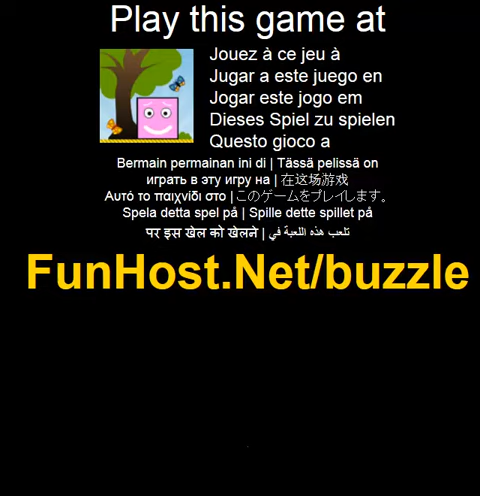 Play this game at
Jouez à ce jeu à
Jugar a este juego en
Jogar este jogo em
Dieses Spiel zu spielen
Questo gioco a
Bermain permainan ini di | Tässä pelissä on
играть в эту игру на | 在这场游戏
Αυτό το παιχνίδι στο | このゲームをプレイします。
Spela detta spel på | Spille dette spillet på
पर इस खेल को खेलने | تلعب هذه اللعبة في
FunHost.Net/buzzle